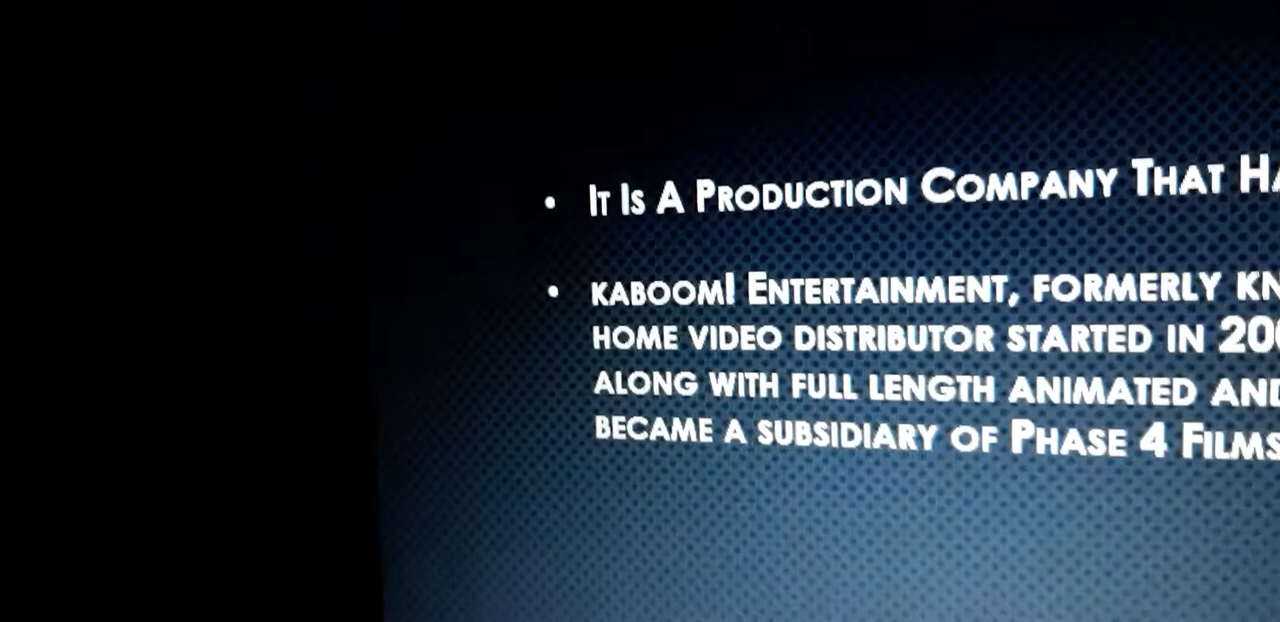 • It Is A Production Company That
• kaboom! Entertainment, formerly
home video distributor started in
along with full length animated
became a subsidiary of Phase 4 Films